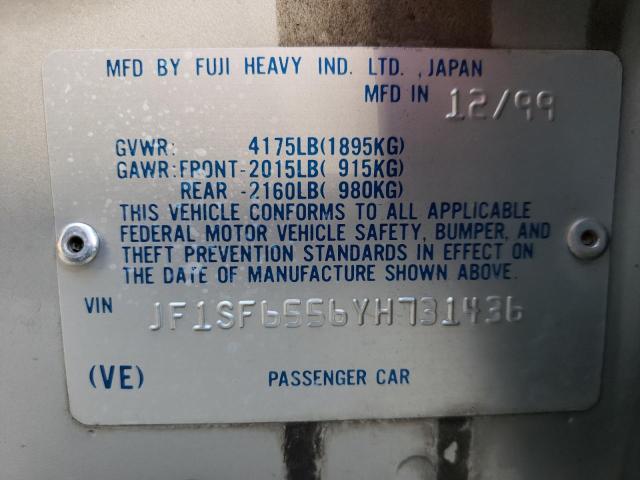 MFD BY FUJI HEAVY IND. LTD. , JAPAN
MFD IN 12/99
GVWR: 4175LB(1895KG)
GAWR:FRONT-2015LB( 915KG)
REAR -2160LB( 980KG)
THIS VEHICLE CONFORMS TO ALL APPLICABLE
FEDERAL MOTOR VEHICLE SAFETY, BUMPER, AND
THEFT PREVENTION STANDARDS IN EFFECT ON
THE DATE OF MANUFACTURE SHOWN ABOVE.
VIN JF1SF6556YH731436
(VE) PASSENGER CAR